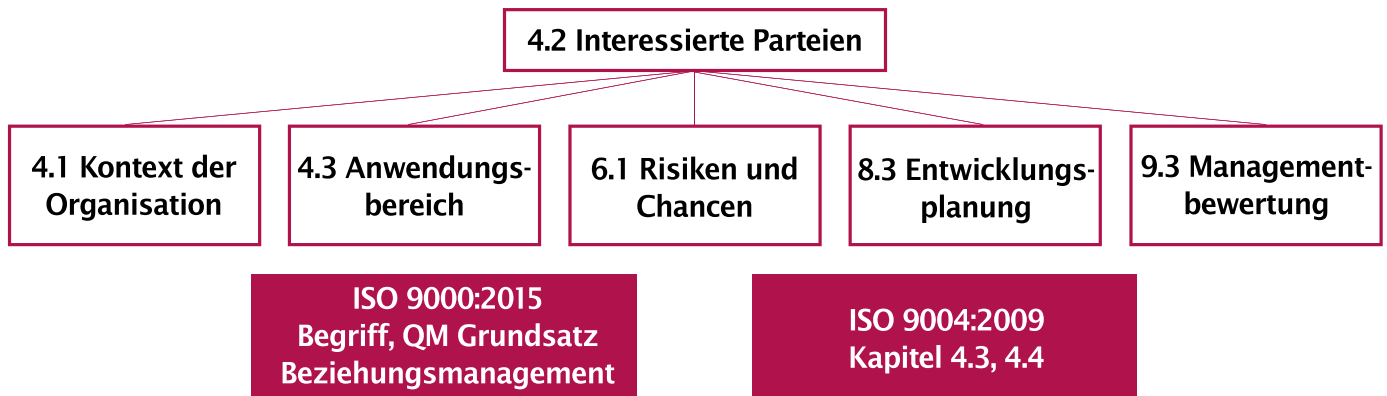 4.2 Interessierte Parteien
4.1 Kontext der
Organisation
4.3 Anwendungs-
bereich
6.1 Risiken und
Chancen
8.3 Entwicklungs-
planung
9.3 Management-
bewertung
ISO 9000:2015
Begriff, QM Grundsatz
Beziehungsmanagement
ISO 9004:2009
Kapitel 4.3, 4.4